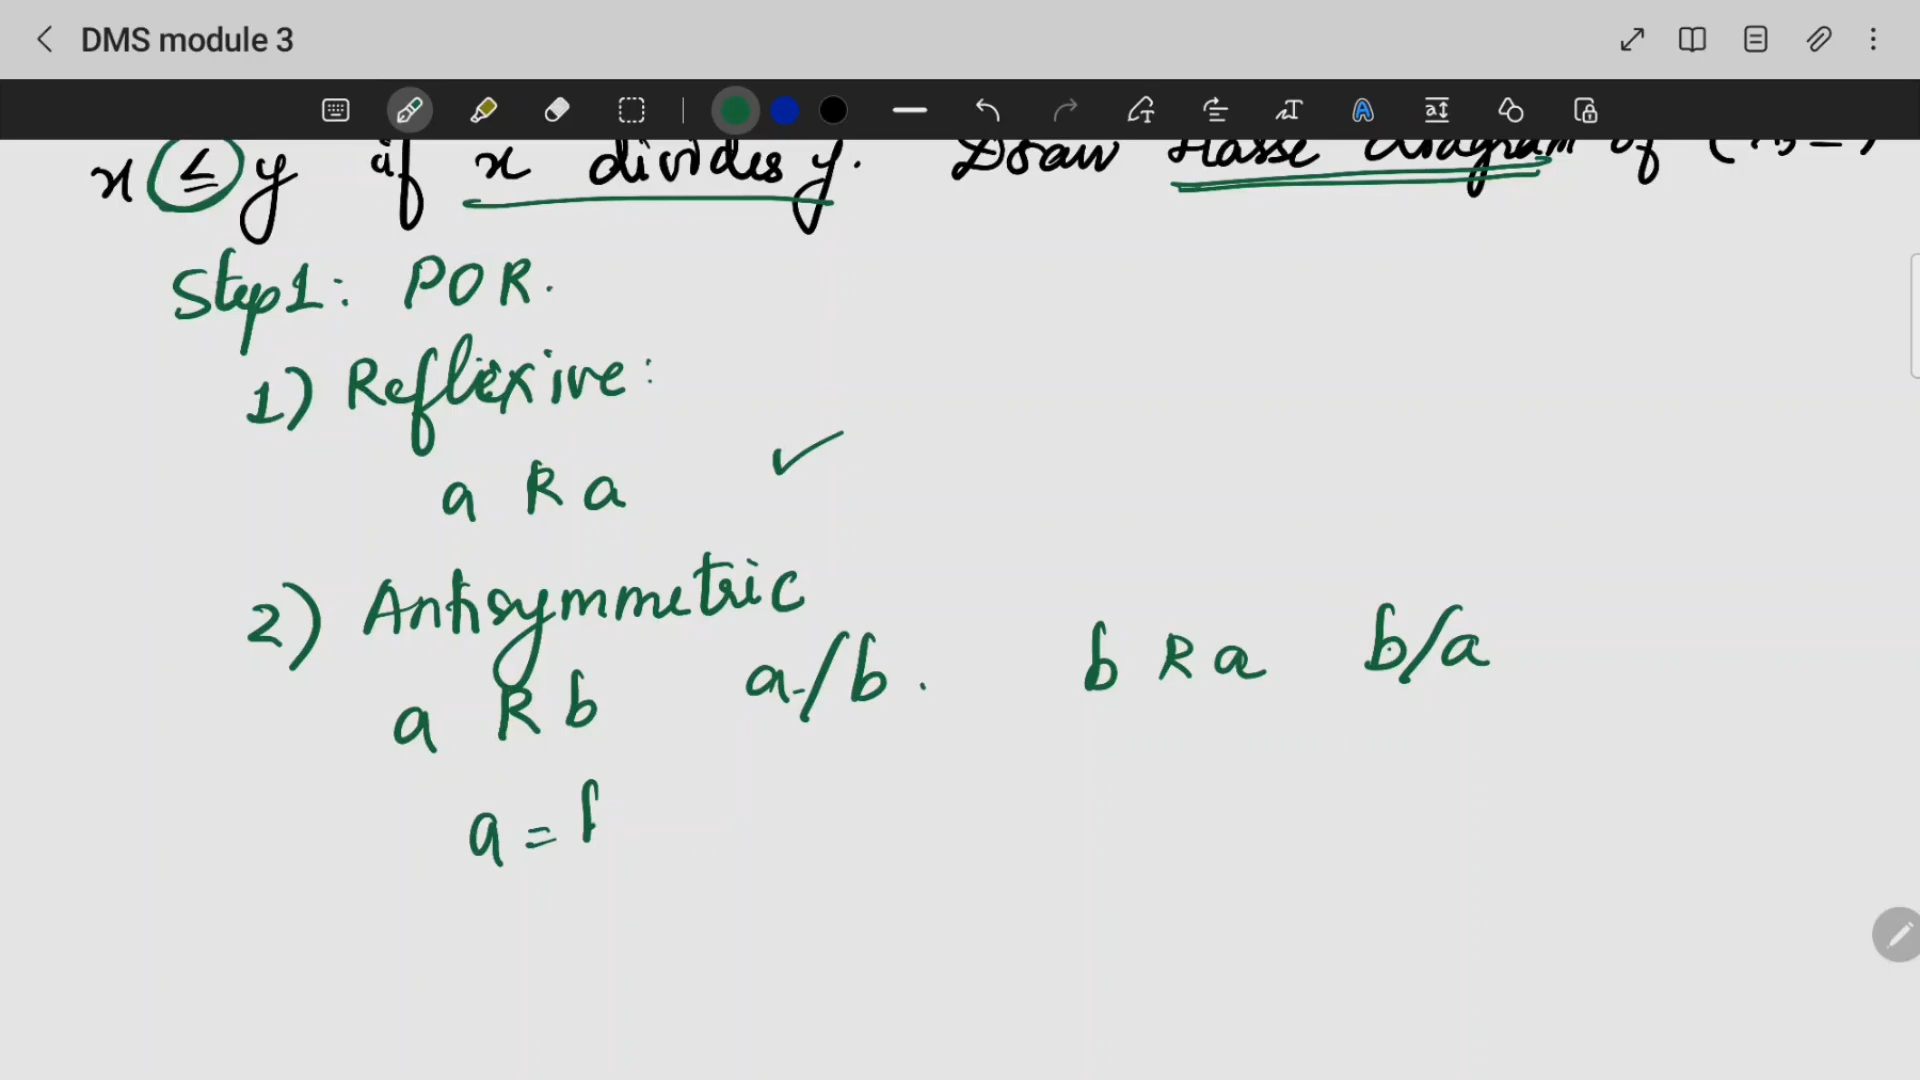 DMS module 3
x ≤ y if x divides y. Draw Hasse diagram of (
Step1: POR.
1) Reflexive:
a R a ✓
2) Antisymmetric
a R b a/b. b R a b/a
a =